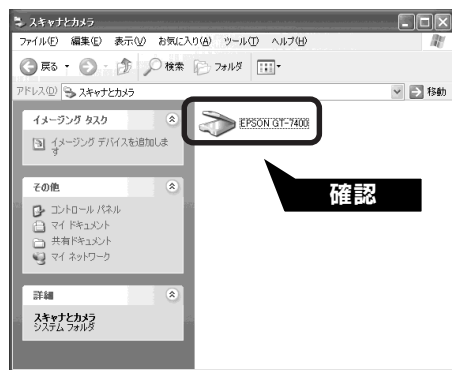 スキャナとカメラ
ファイル(F) 編集(E) 表示(V) お気に入り(A) ツール(T) ヘルプ(H)
戻る 検索 フォルダ
アドレス(D) スキャナとカメラ 移動
イメージング タスク
イメージング デバイスを追加しま
す
EPSON GT-7400
確認
その他
コントロール パネル
マイ ドキュメント
共有ドキュメント
マイ ネットワーク
詳細
スキャナとカメラ
システム フォルダ